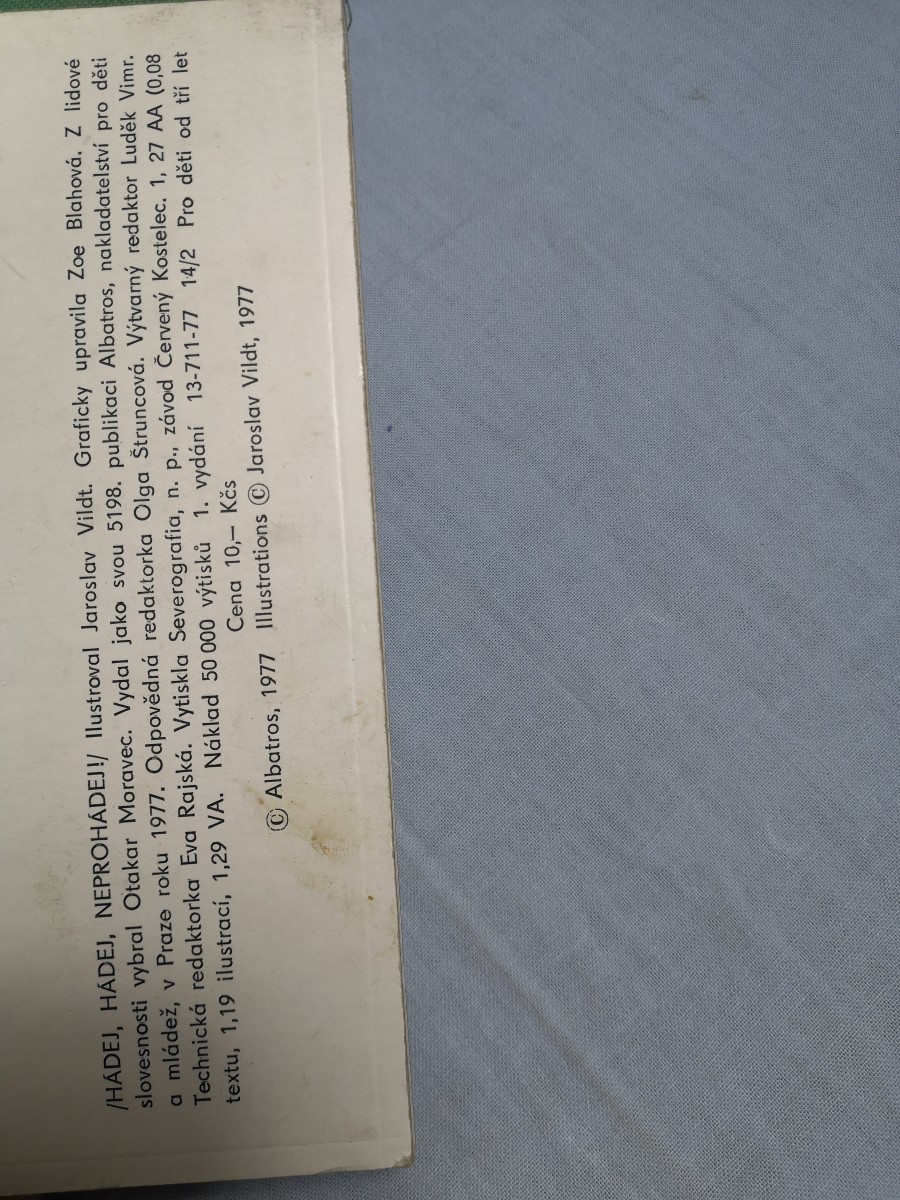 /HÁDEJ, HÁDEJ, NEPROHÁDEJ!/ Ilustroval Jaroslav Vildt. Graficky upravila Zoe Blahová. Z lidové
slovesnosti vybral Otakar Moravec. Vydal jako svou 5198. publikaci Albatros, nakladatelství pro děti
a mládež, v Praze roku 1977. Odpovědná redaktorka Olga Štruncová. Výtvarný redaktor Luděk Vimr.
Technická redaktorka Eva Rajská. Vytiskla Severografia, n. p., závod Červený Kostelec. 1, 27 AA (0,08
textu, 1,19 ilustrací, 1,29 VA. Náklad 50 000 výtisků 1. vydání 13-711-77 14/2 Pro děti od tří let
Cena 10,— Kčs
© Albatros, 1977 Illustrations © Jaroslav Vildt, 1977